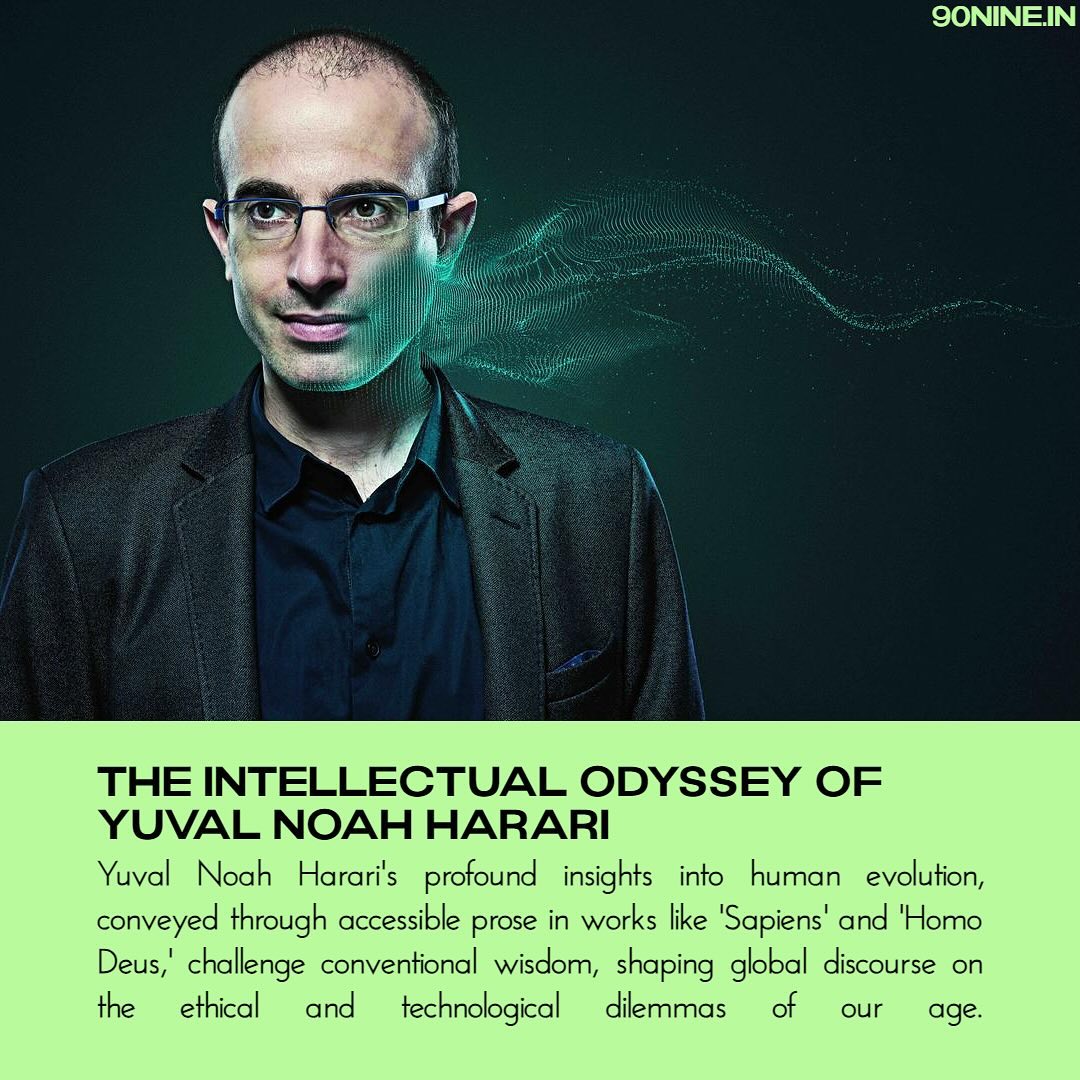 90NINE.IN
THE INTELLECTUAL ODYSSEY OF
YUVAL NOAH HARARI
Yuval Noah Harari's profound insights into human evolution,
conveyed through accessible prose in works like 'Sapiens' and 'Homo
Deus,' challenge conventional wisdom, shaping global discourse on
the ethical and technological dilemmas of our age.